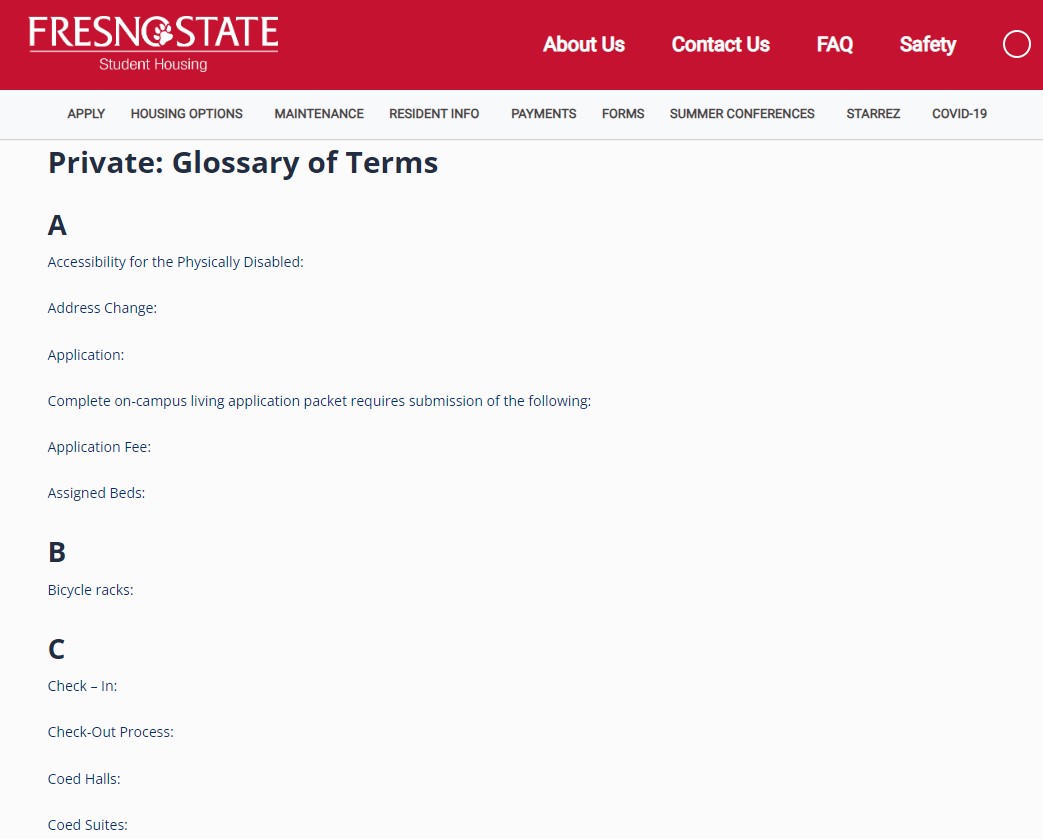 FRESNO STATE
Student Housing
About Us Contact Us FAQ Safety
APPLY HOUSING OPTIONS MAINTENANCE RESIDENT INFO PAYMENTS FORMS SUMMER CONFERENCES STARREZ COVID-19
Private: Glossary of Terms
A
Accessibility for the Physically Disabled:
Address Change:
Application:
Complete on-campus living application packet requires submission of the following:
Application Fee:
Assigned Beds:
B
Bicycle racks:
C
Check – In:
Check-Out Process:
Coed Halls:
Coed Suites: